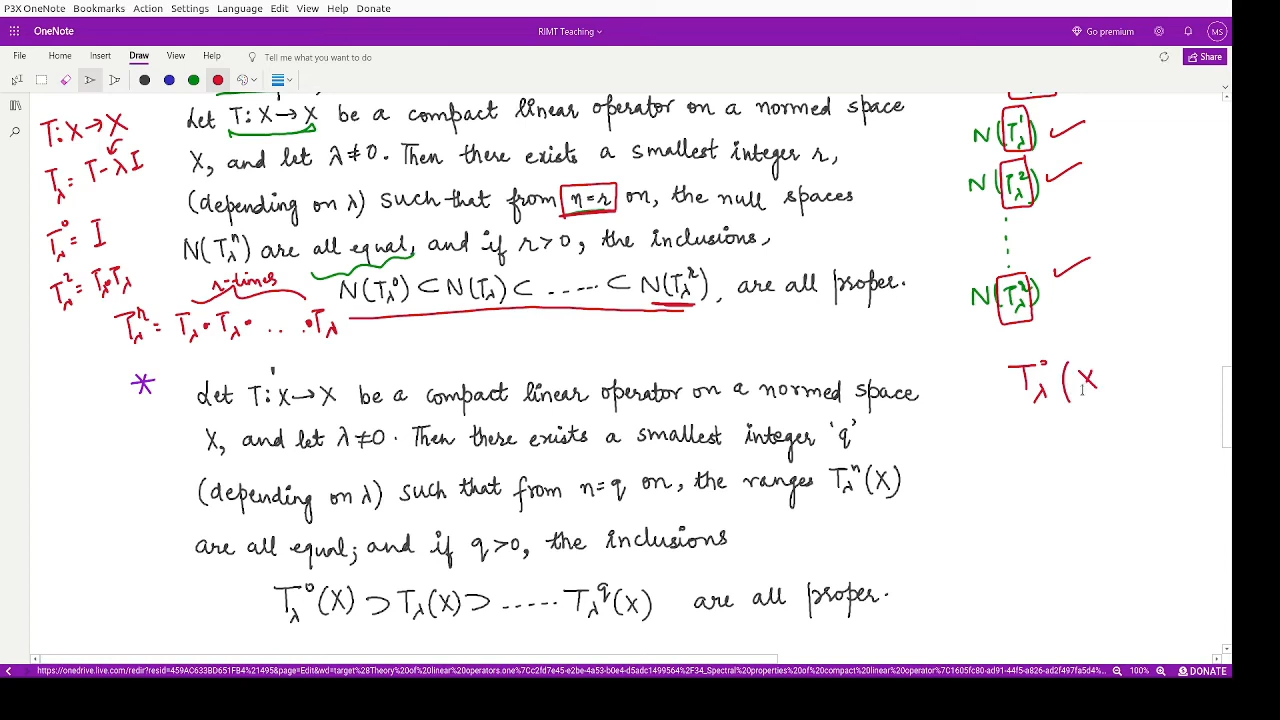 P3X OneNote Bookmarks Action Settings Language Edit View Help Donate
OneNote
RIMT Teaching
Go premium
MS
File Home Insert Draw View Help
Tell me what you want to do
Share
T: X → X
T_λ = T - λI
T_λ^0 = I
T_λ^2 = T_λ·T_λ
Let T: X → X be a compact linear operator on a normed space
X, and let λ ≠ 0. Then there exists a smallest integer r,
(depending on λ) such that from n = r on, the null spaces
N(T_λ^n) are all equal, and if r > 0, the inclusions,
N(T_λ^0) ⊂ N(T_λ) ⊂ ...... ⊂ N(T_λ^r), are all proper.
r-times
T_λ^n = T_λ · T_λ · . . . · T_λ
* Let T: X → X be a compact linear operator on a normed space
X, and let λ ≠ 0. Then there exists a smallest integer 'q'
(depending on λ) such that from n = q on, the ranges T_λ^n(X)
are all equal; and if q > 0, the inclusions
T_λ^0(X) ⊃ T_λ(X) ⊃ ...... T_λ^q(X) are all proper.
N(T_λ^1)
N(T_λ^2)
N(T_λ^r)
T_λ^0 (X
100%
DONATE